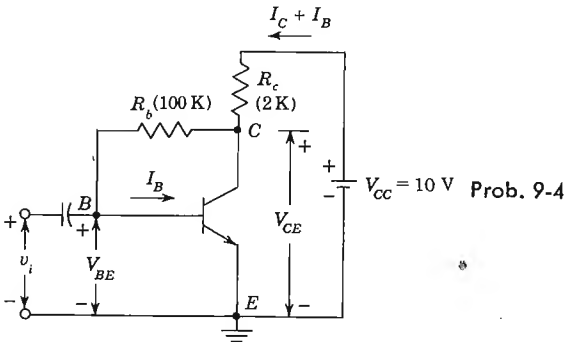 I_C + I_B
R_c
(2 K)
R_b (100 K)
C
+
+
V_CC = 10 V
Prob. 9-4
-
I_B
B
+
+
V_CE
v_i
V_BE
-
-
E
-